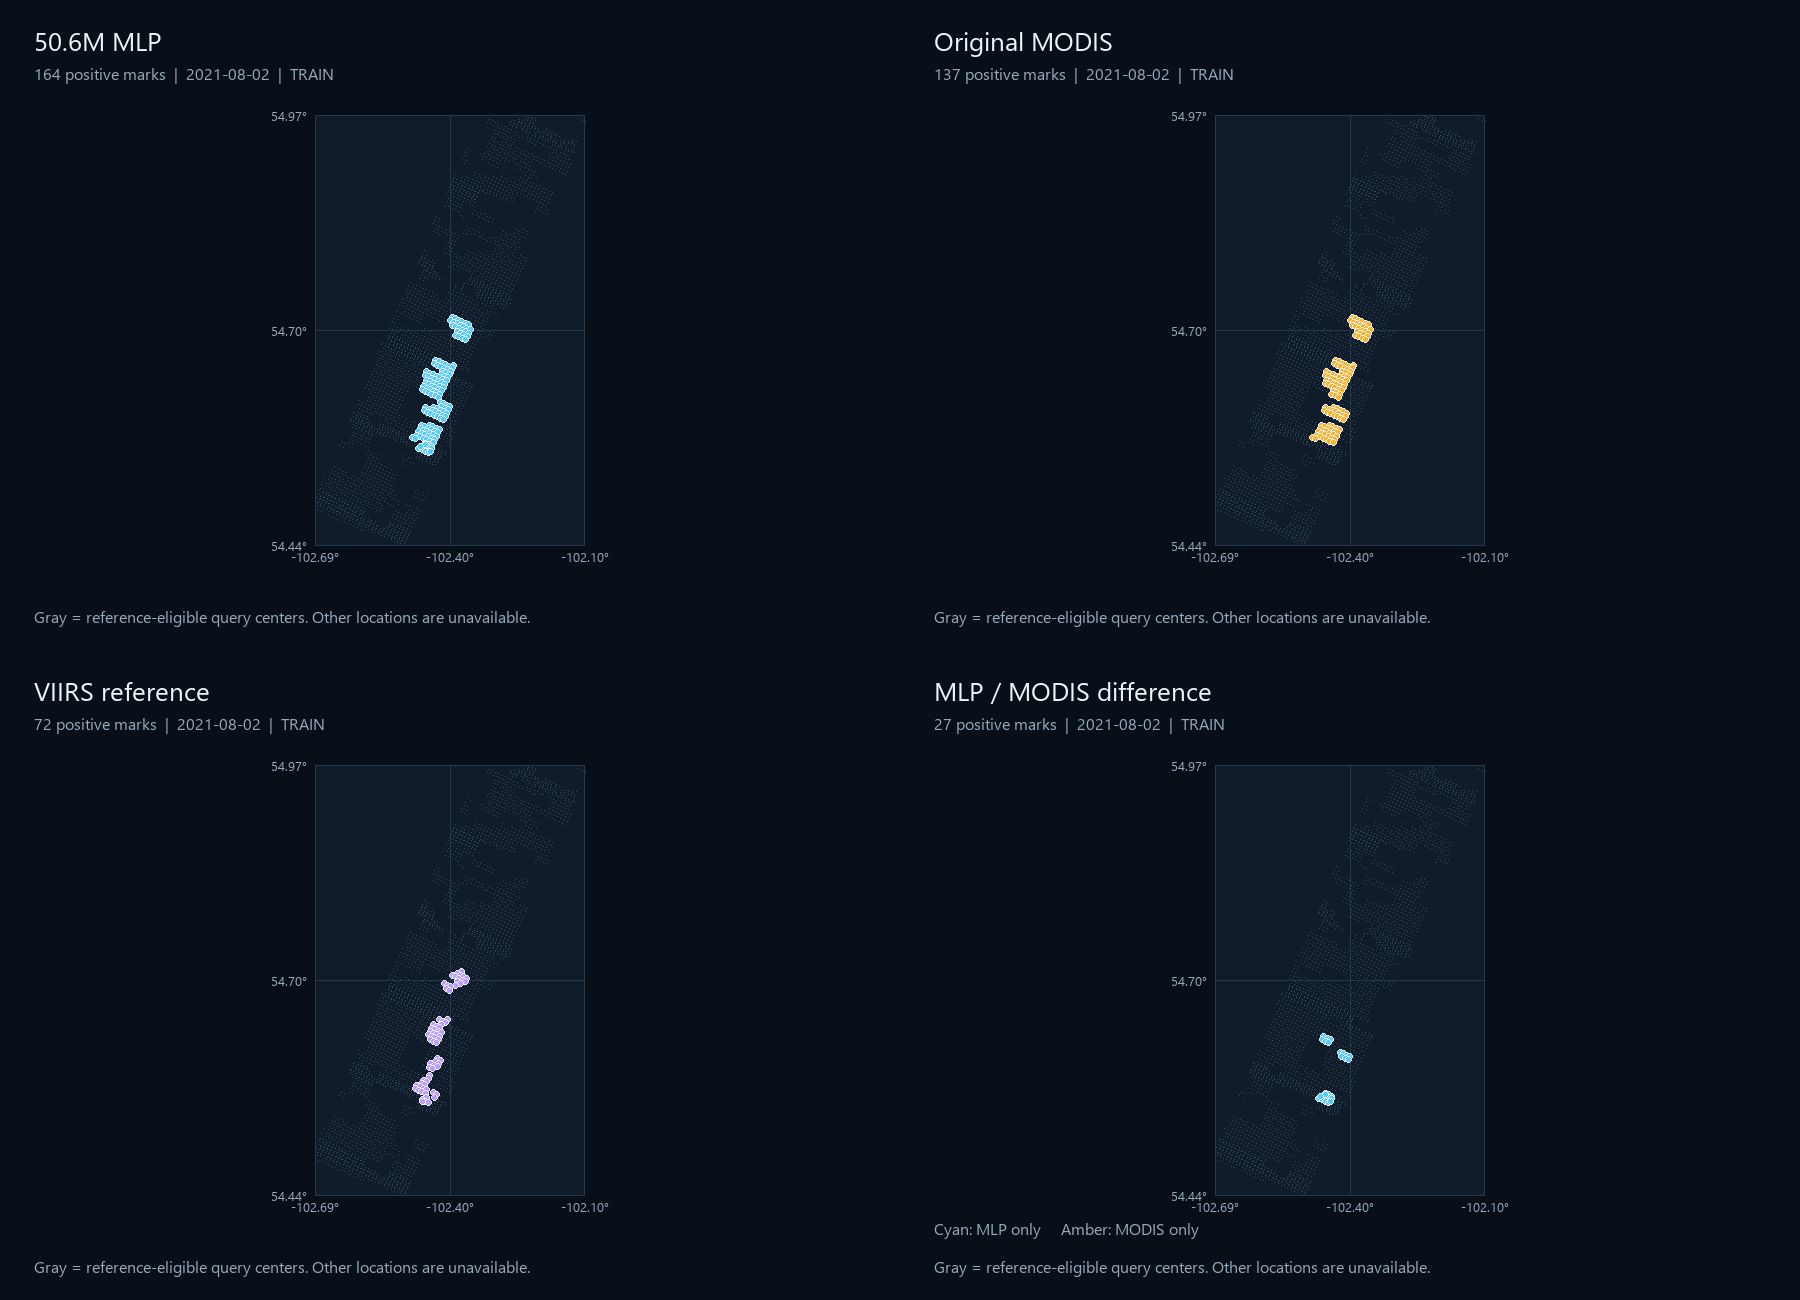 50.6M MLP
164 positive marks | 2021-08-02 | TRAIN
54.97°
54.70°
54.44°
-102.69°
-102.40°
-102.10°
Gray = reference-eligible query centers. Other locations are unavailable.
Original MODIS
137 positive marks | 2021-08-02 | TRAIN
54.97°
54.70°
54.44°
-102.69°
-102.40°
-102.10°
Gray = reference-eligible query centers. Other locations are unavailable.
VIIRS reference
72 positive marks | 2021-08-02 | TRAIN
54.97°
54.70°
54.44°
-102.69°
-102.40°
-102.10°
Gray = reference-eligible query centers. Other locations are unavailable.
MLP / MODIS difference
27 positive marks | 2021-08-02 | TRAIN
54.97°
54.70°
54.44°
-102.69°
-102.40°
-102.10°
Cyan: MLP only Amber: MODIS only
Gray = reference-eligible query centers. Other locations are unavailable.